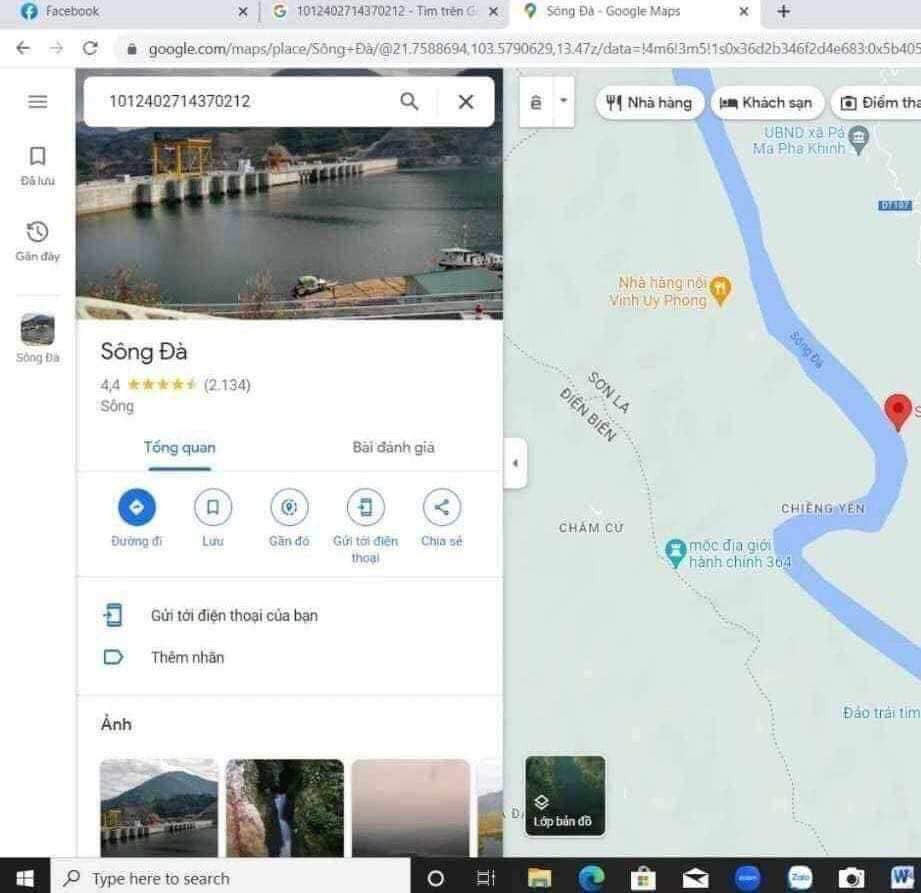 Facebook
1012402714370212 - Tìm trên G
Sông Đà - Google Maps
google.com/maps/place/Sông+Đà/@21.7588694,103.5790629,13.47z/data=!4m6!3m5!1s0x36d2b346f2d4e683:0x5b405
1012402714370212
ê
Nhà hàng
Khách sạn
Điểm tha
Đã lưu
Gần đây
Sông Đà
Sông Đà
4,4
(2.134)
Sông
Tổng quan
Bài đánh giá
Đường đi
Lưu
Gần đó
Gửi tới điện
thoại
Chia sẻ
Gửi tới điện thoại của bạn
Thêm nhãn
Ảnh
UBND xã Pá
Ma Pha Khinh
ĐT107
Nhà hàng nổi
Vinh Uy Phong
Sông Đà
SƠN LA
ĐIỆN BIÊN
S
CHIỀNG YÊN
CHĂM CỬ
mốc địa giới
hành chính 364
Đảo trái tim
Lớp bản đồ
Type here to search
zoom
Zalo
W